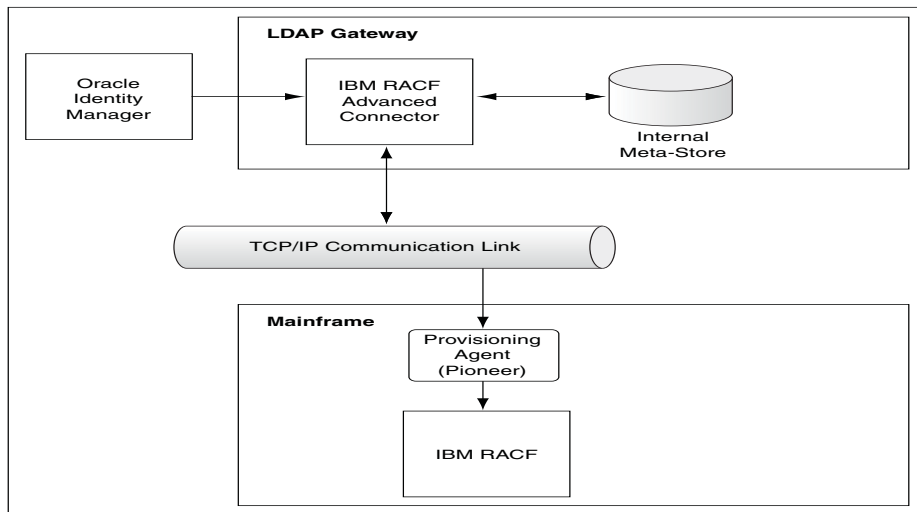 LDAP Gateway
Oracle
Identity
Manager
IBM RACF
Advanced
Connector
Internal
Meta-Store
TCP/IP Communication Link
Mainframe
Provisioning
Agent
(Pioneer)
IBM RACF